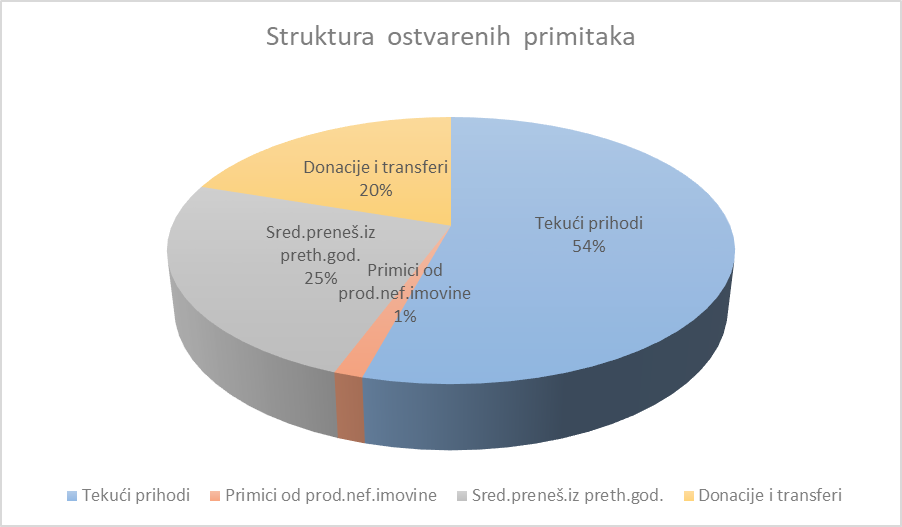 Struktura ostvarenih primitaka
Donacije i transferi
20%
Tekući prihodi
54%
Sred.preneš.iz
preth.god.
25%
Primici od
prod.nef.imovine
1%
Tekući prihodi
Primici od prod.nef.imovine
Sred.preneš.iz preth.god.
Donacije i transferi